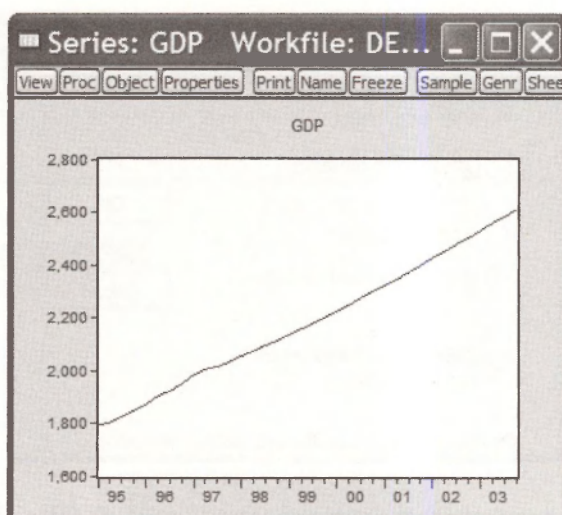 Series: GDP Workfile: DE...
View Proc Object Properties Print Name Freeze Sample Genr Shee
GDP
2,800
2,600
2,400
2,200
2,000
1,800
1,600
95 96 97 98 99 00 01 02 03